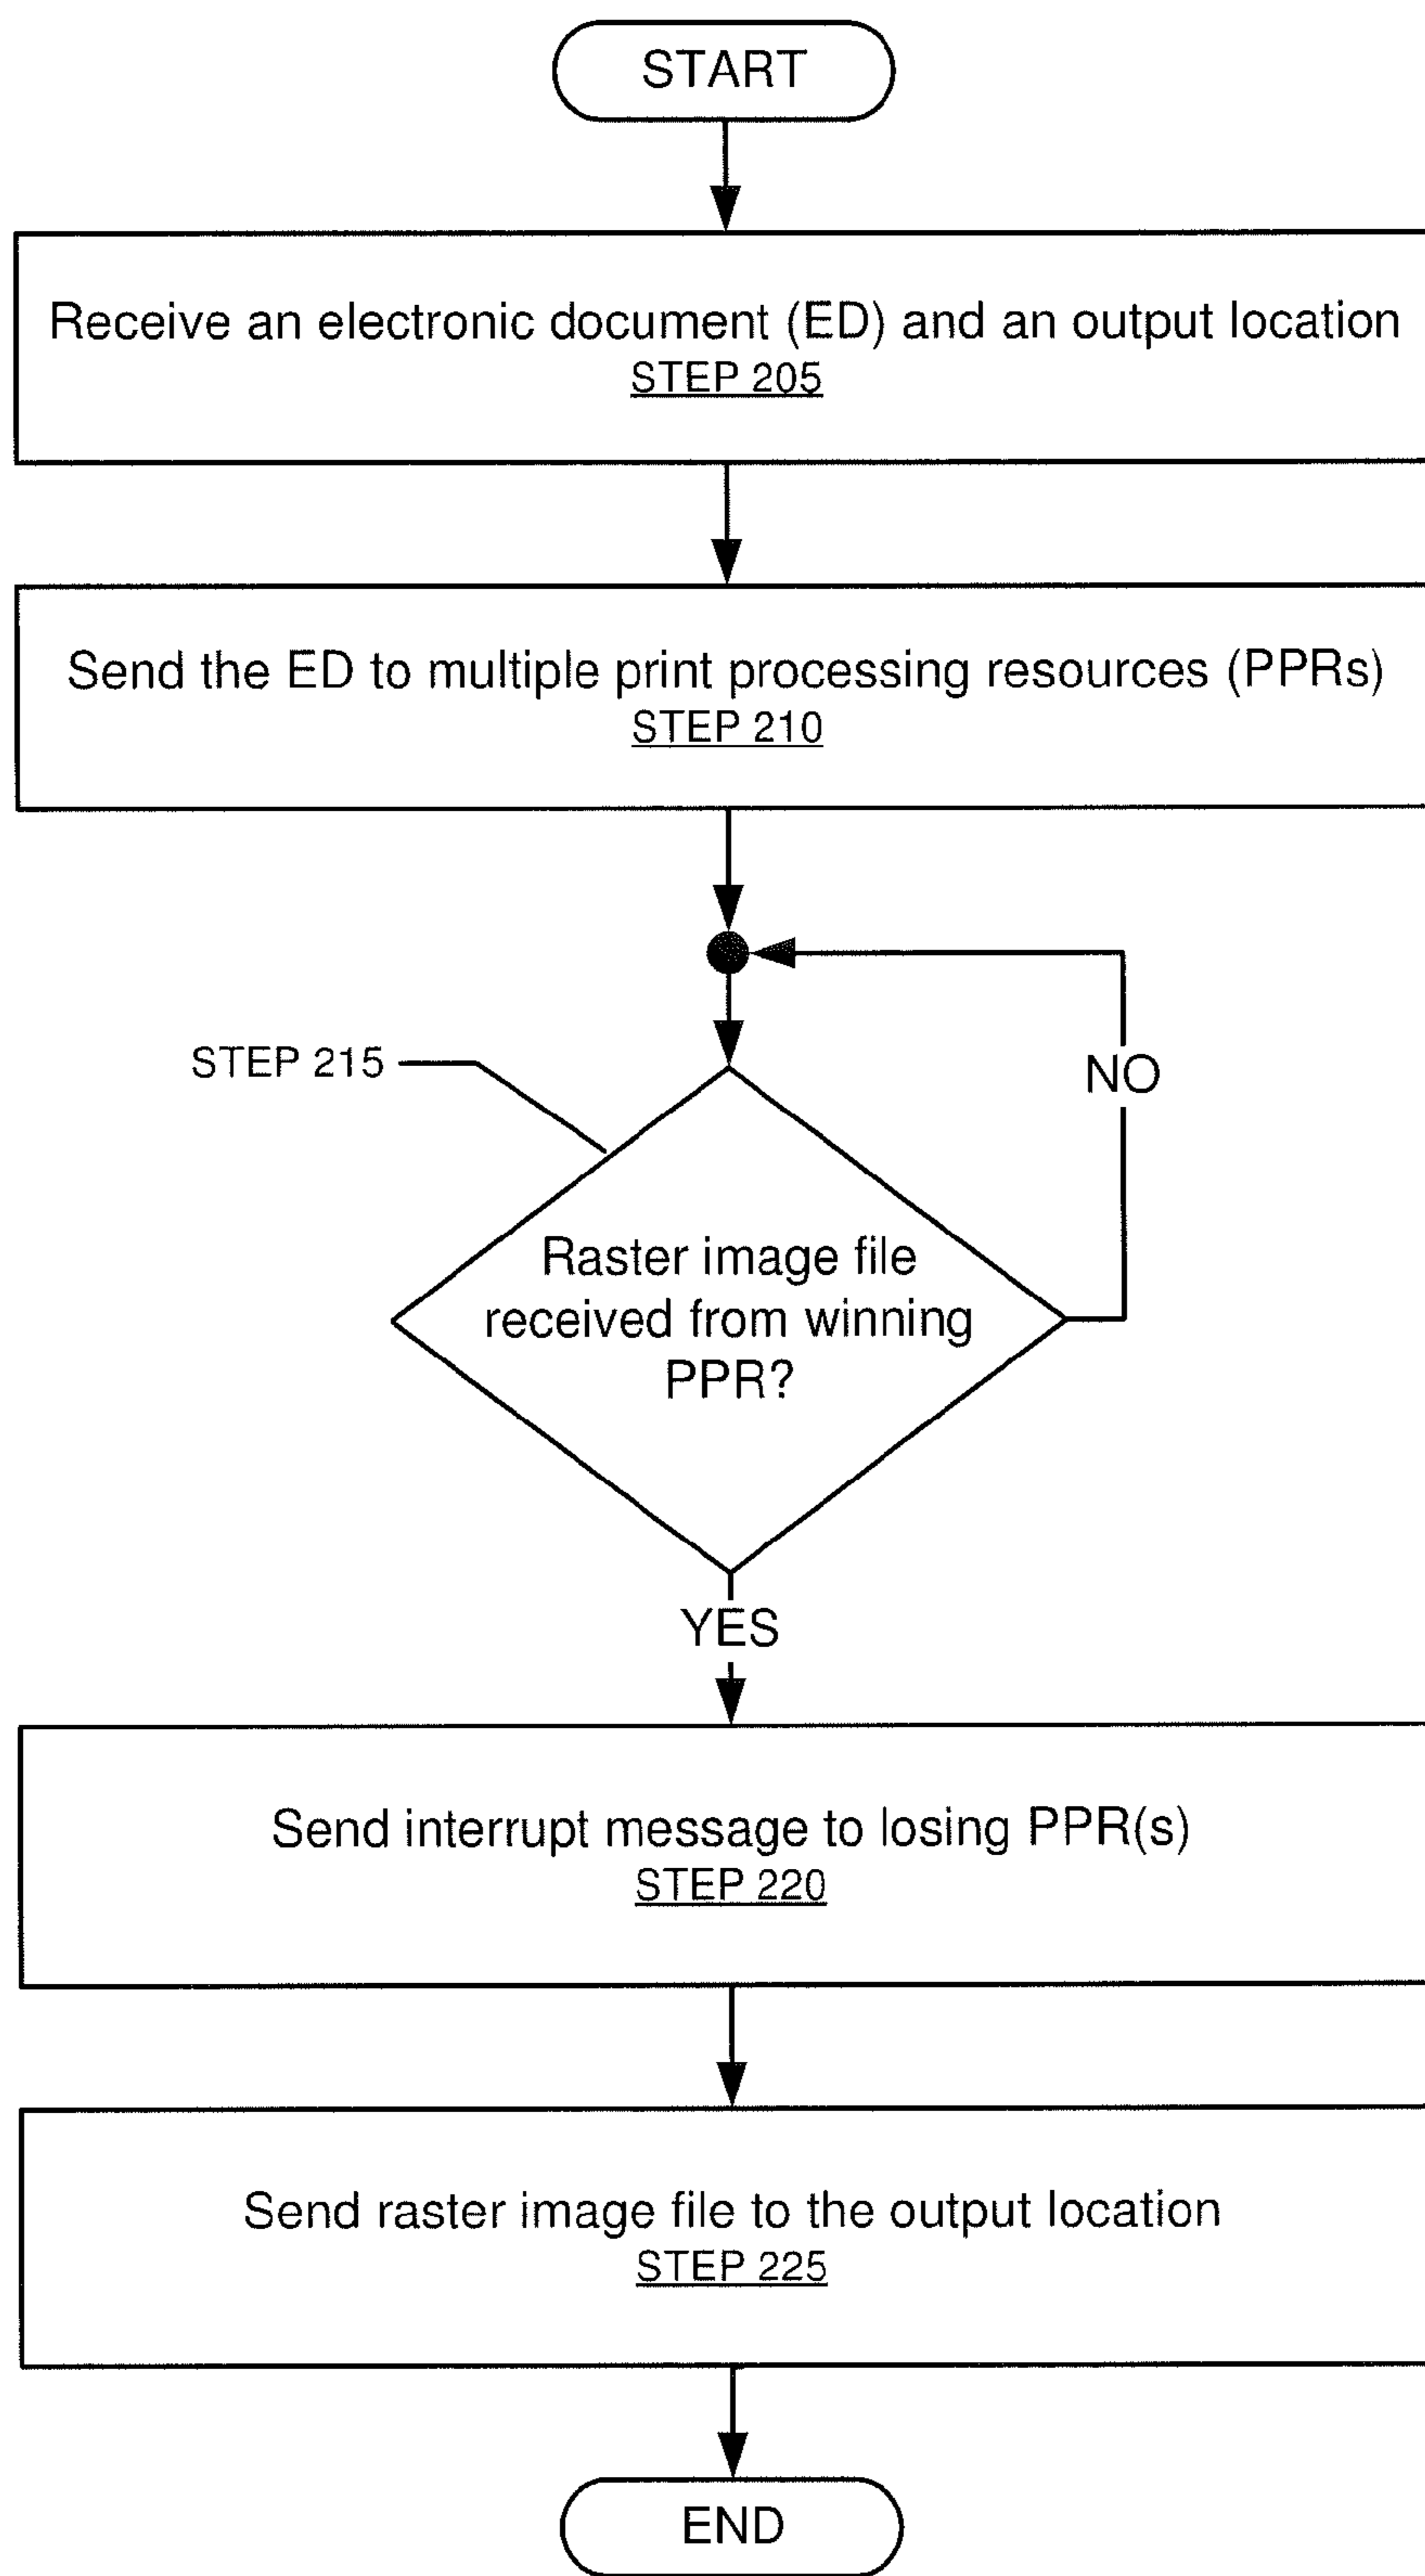 START
Receive an electronic document (ED) and an output location
STEP 205
Send the ED to multiple print processing resources (PPRs)
STEP 210
STEP 215
NO
Raster image file
received from winning
PPR?
YES
Send interrupt message to losing PPR(s)
STEP 220
Send raster image file to the output location
STEP 225
END